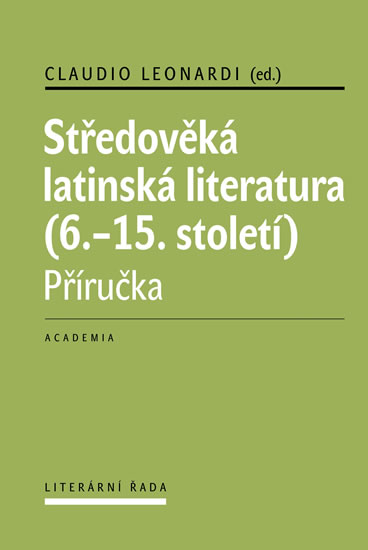 CLAUDIO LEONARDI (ed.)
Středověká
latinská literatura
(6.–15. století)
Příručka
ACADEMIA
LITERÁRNÍ ŘADA